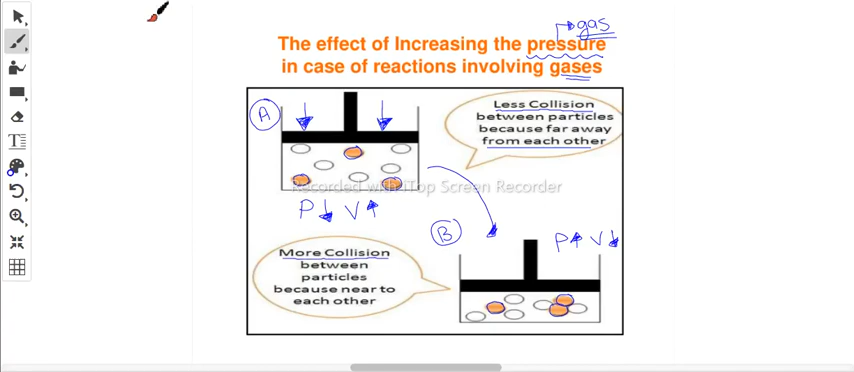 gas
The effect of Increasing the pressure
in case of reactions involving gases
A
Less Collision
between particles
because far away
from each other
Recorded with iTop Screen Recorder
P↓ V↑
B
P↑ V↓
More Collision
between
particles
because near to
each other